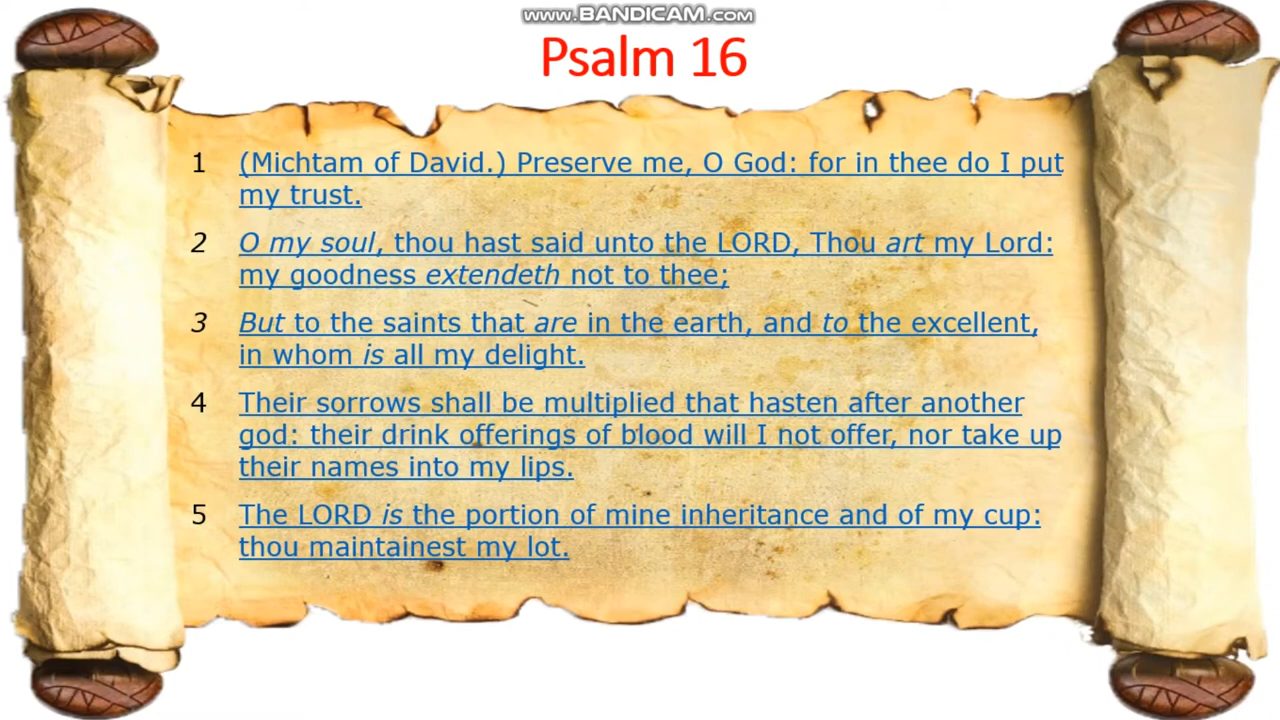 www.BANDICAM.com
Psalm 16
1 (Michtam of David.) Preserve me, O God: for in thee do I put
my trust.
2 O my soul, thou hast said unto the LORD, Thou art my Lord:
my goodness extendeth not to thee;
3 But to the saints that are in the earth, and to the excellent,
in whom is all my delight.
4 Their sorrows shall be multiplied that hasten after another
god: their drink offerings of blood will I not offer, nor take up
their names into my lips.
5 The LORD is the portion of mine inheritance and of my cup:
thou maintainest my lot.